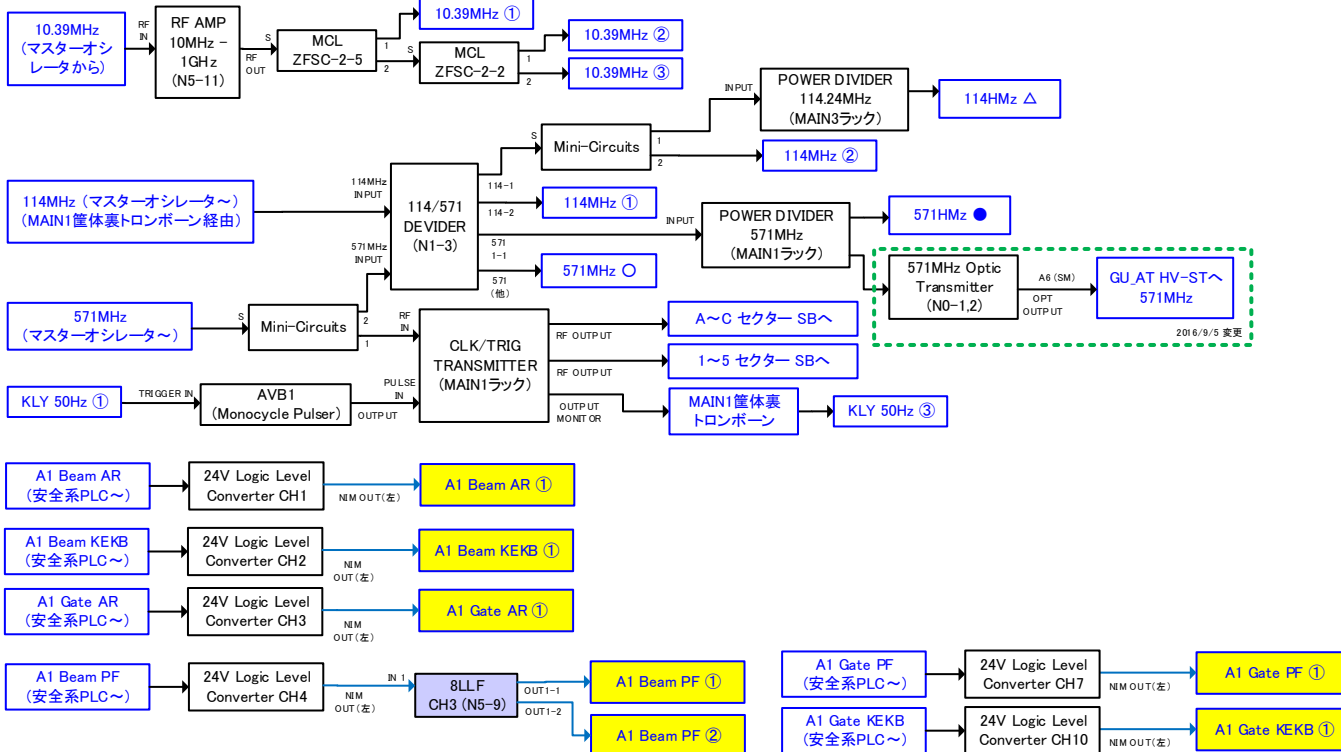 10.39MHz
(マスターオシ
レータから)
RF
IN
RF AMP
10MHz -
1GHz
(N5-11)
RF
OUT
S
MCL
ZFSC-2-5
1
2
10.39MHz ①
S
MCL
ZFSC-2-2
1
2
10.39MHz ②
10.39MHz ③
114MHz (マスターオシレータ~)
(MAIN1筐体裏トロンボーン経由)
114MHz
INPUT
571MHz
INPUT
114/571
DEVIDER
(N1-3)
114-1
114-2
571
1-1
571
(他)
S
Mini-Circuits
1
2
INPUT
POWER DIVIDER
114.24MHz
(MAIN3ラック)
114HMz △
114MHz ②
114MHz ①
INPUT
POWER DIVIDER
571MHz
(MAIN1ラック)
571HMz ●
571MHz ○
571MHz Optic
Transmitter
(N0-1,2)
A6 (SM)
OPT
OUTPUT
GU_AT HV-STへ
571MHz
2016/9/5 変更
571MHz
(マスターオシレータ~)
S
Mini-Circuits
2
1
RF
IN
CLK/TRIG
TRANSMITTER
(MAIN1ラック)
RF OUTPUT
A~C セクター SBへ
RF OUTPUT
1~5 セクター SBへ
OUTPUT
MONITOR
MAIN1筐体裏
トロンボーン
KLY 50Hz ③
KLY 50Hz ①
TRIGGER IN
AVB1
(Monocycle Pulser)
OUTPUT
PULSE
IN
A1 Beam AR
(安全系PLC~)
24V Logic Level
Converter CH1
NIM OUT(左)
A1 Beam AR ①
A1 Beam KEKB
(安全系PLC~)
24V Logic Level
Converter CH2
NIM
OUT(左)
A1 Beam KEKB ①
A1 Gate AR
(安全系PLC~)
24V Logic Level
Converter CH3
NIM
OUT(左)
A1 Gate AR ①
A1 Beam PF
(安全系PLC~)
24V Logic Level
Converter CH4
NIM
OUT(左)
IN 1
8LLF
CH3 (N5-9)
OUT1-1
OUT1-2
A1 Beam PF ①
A1 Beam PF ②
A1 Gate PF
(安全系PLC~)
24V Logic Level
Converter CH7
NIM OUT(左)
A1 Gate PF ①
A1 Gate KEKB
(安全系PLC~)
24V Logic Level
Converter CH10
NIM OUT(左)
A1 Gate KEKB ①